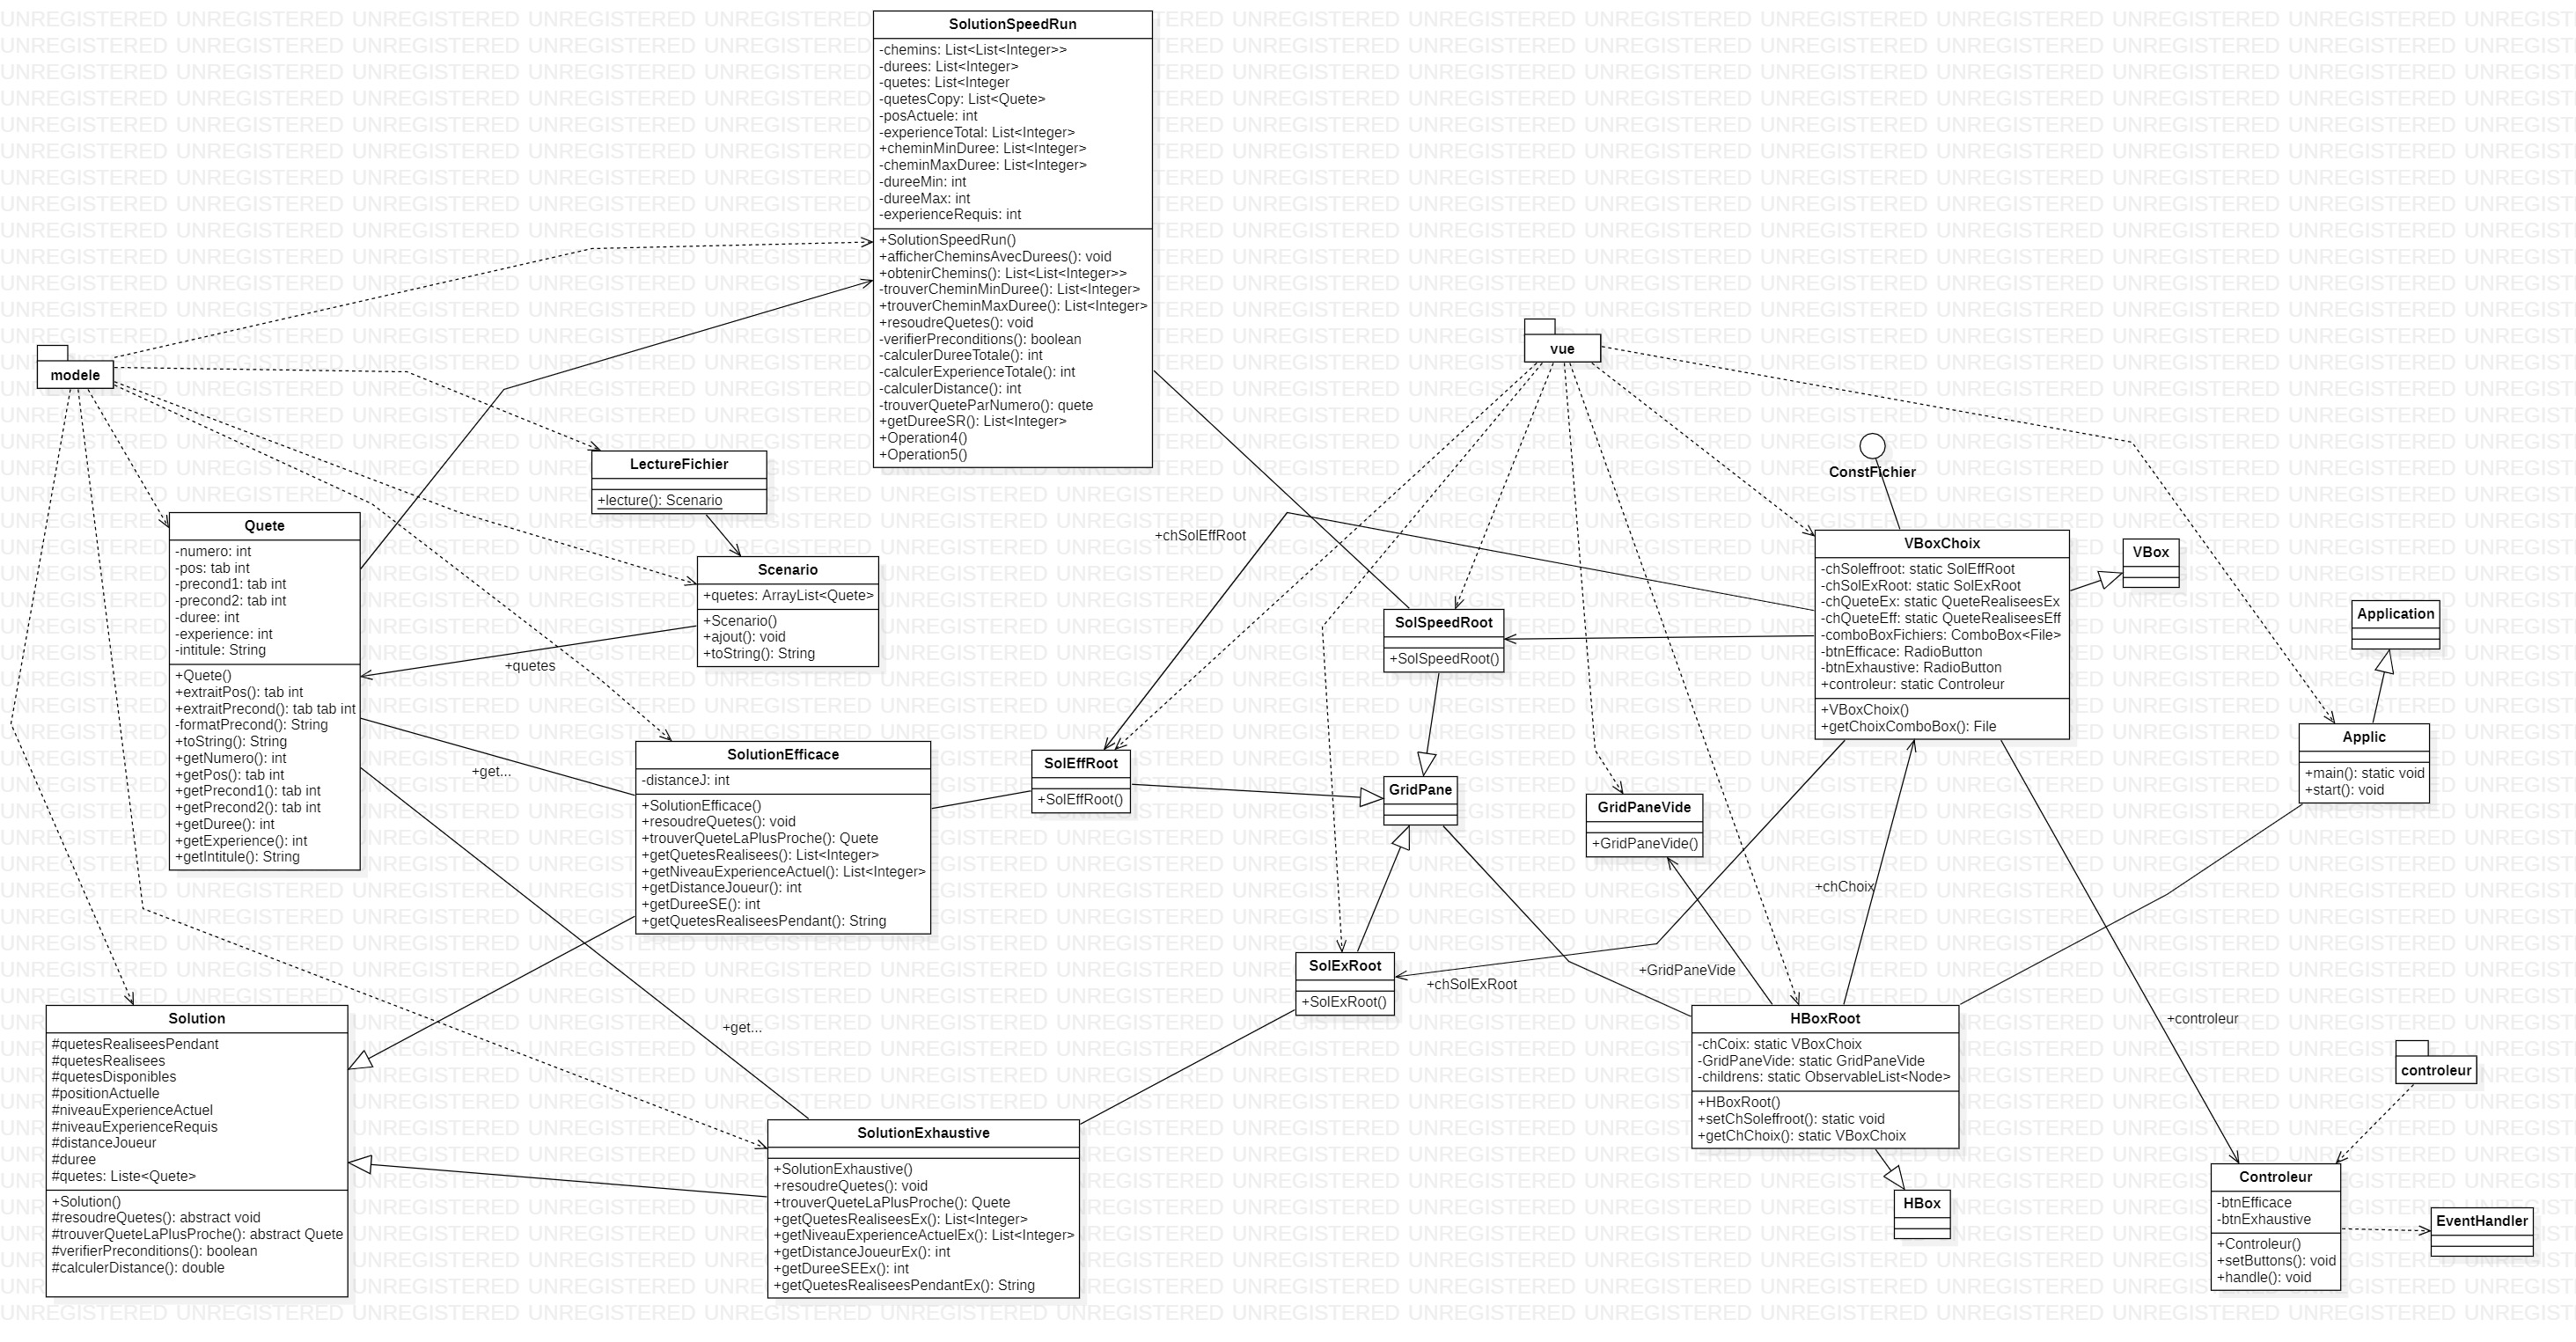 SolutionSpeedRun
-chemins: List<List<Integer>>
-durees: List<Integer>
-quetes: List<Integer
-quetesCopy: List<Quete>
-posActuele: int
-experienceTotal: List<Integer>
+cheminMinDuree: List<Integer>
-cheminMaxDuree: List<Integer>
-dureeMin: int
-dureeMax: int
-experienceRequis: int
+SolutionSpeedRun()
+afficherCheminsAvecDurees(): void
+obtenirChemins(): List<List<Integer>>
-trouverCheminMinDuree(): List<Integer>
+trouverCheminMaxDuree(): List<Integer>
+resoudreQuetes(): void
-verifierPreconditions(): boolean
-calculerDureeTotale(): int
-calculerExperienceTotale(): int
-calculerDistance(): int
-trouverQueteParNumero(): quete
+getDureeSR(): List<Integer>
+Operation4()
+Operation5()
modele
vue
LectureFichier
+lecture(): Scenario
Quete
-numero: int
-pos: tab int
-precond1: tab int
-precond2: tab int
-duree: int
-experience: int
-intitule: String
+Quete()
+extraitPos(): tab int
+extraitPrecond(): tab tab int
-formatPrecond(): String
+toString(): String
+getNumero(): int
+getPos(): tab int
+getPrecond1(): tab int
+getPrecond2(): tab int
+getDuree(): int
+getExperience(): int
+getIntitule(): String
Scenario
+quetes: ArrayList<Quete>
+Scenario()
+ajout(): void
+toString(): String
+quetes
+get...
SolutionEfficace
-distanceJ: int
+SolutionEfficace()
+resoudreQuetes(): void
+trouverQueteLaPlusProche(): Quete
+getQuetesRealisees(): List<Integer>
+getNiveauExperienceActuel(): List<Integer>
+getDistanceJoueur(): int
+getDureeSE(): int
+getQuetesRealiseesPendant(): String
+get...
Solution
#quetesRealiseesPendant
#quetesRealisees
#quetesDisponibles
#positionActuelle
#niveauExperienceActuel
#niveauExperienceRequis
#distanceJoueur
#duree
#quetes: Liste<Quete>
+Solution()
#resoudreQuetes(): abstract void
#trouverQueteLaPlusProche(): abstract Quete
#verifierPreconditions(): boolean
#calculerDistance(): double
SolutionExhaustive
+SolutionExhaustive()
+resoudreQuetes(): void
+trouverQueteLaPlusProche(): Quete
+getQuetesRealiseesEx(): List<Integer>
+getNiveauExperienceActuelEx(): List<Integer>
+getDistanceJoueurEx(): int
+getDureeSEEx(): int
+getQuetesRealiseesPendantEx(): String
+chSolEffRoot
SolEffRoot
+SolEffRoot()
SolSpeedRoot
+SolSpeedRoot()
GridPane
SolExRoot
+SolExRoot()
+chSolExRoot
GridPaneVide
+GridPaneVide()
+GridPaneVide
ConstFichier
VBoxChoix
-chSoleffroot: static SolEffRoot
-chSolExRoot: static SolExRoot
-chQueteEx: static QueteRealiseesEx
-chQueteEff: static QueteRealiseesEff
-comboBoxFichiers: ComboBox<File>
-btnEfficace: RadioButton
-btnExhaustive: RadioButton
+controleur: static Controleur
+VBoxChoix()
+getChoixComboBox(): File
VBox
Application
Applic
+main(): static void
+start(): void
+chChoix
HBoxRoot
-chCoix: static VBoxChoix
-GridPaneVide: static GridPaneVide
-childrens: static ObservableList<Node>
+HBoxRoot()
+setChSoleffroot(): static void
+getChChoix(): static VBoxChoix
HBox
+controleur
controleur
Controleur
-btnEfficace
-btnExhaustive
+Controleur()
+setButtons(): void
+handle(): void
EventHandler